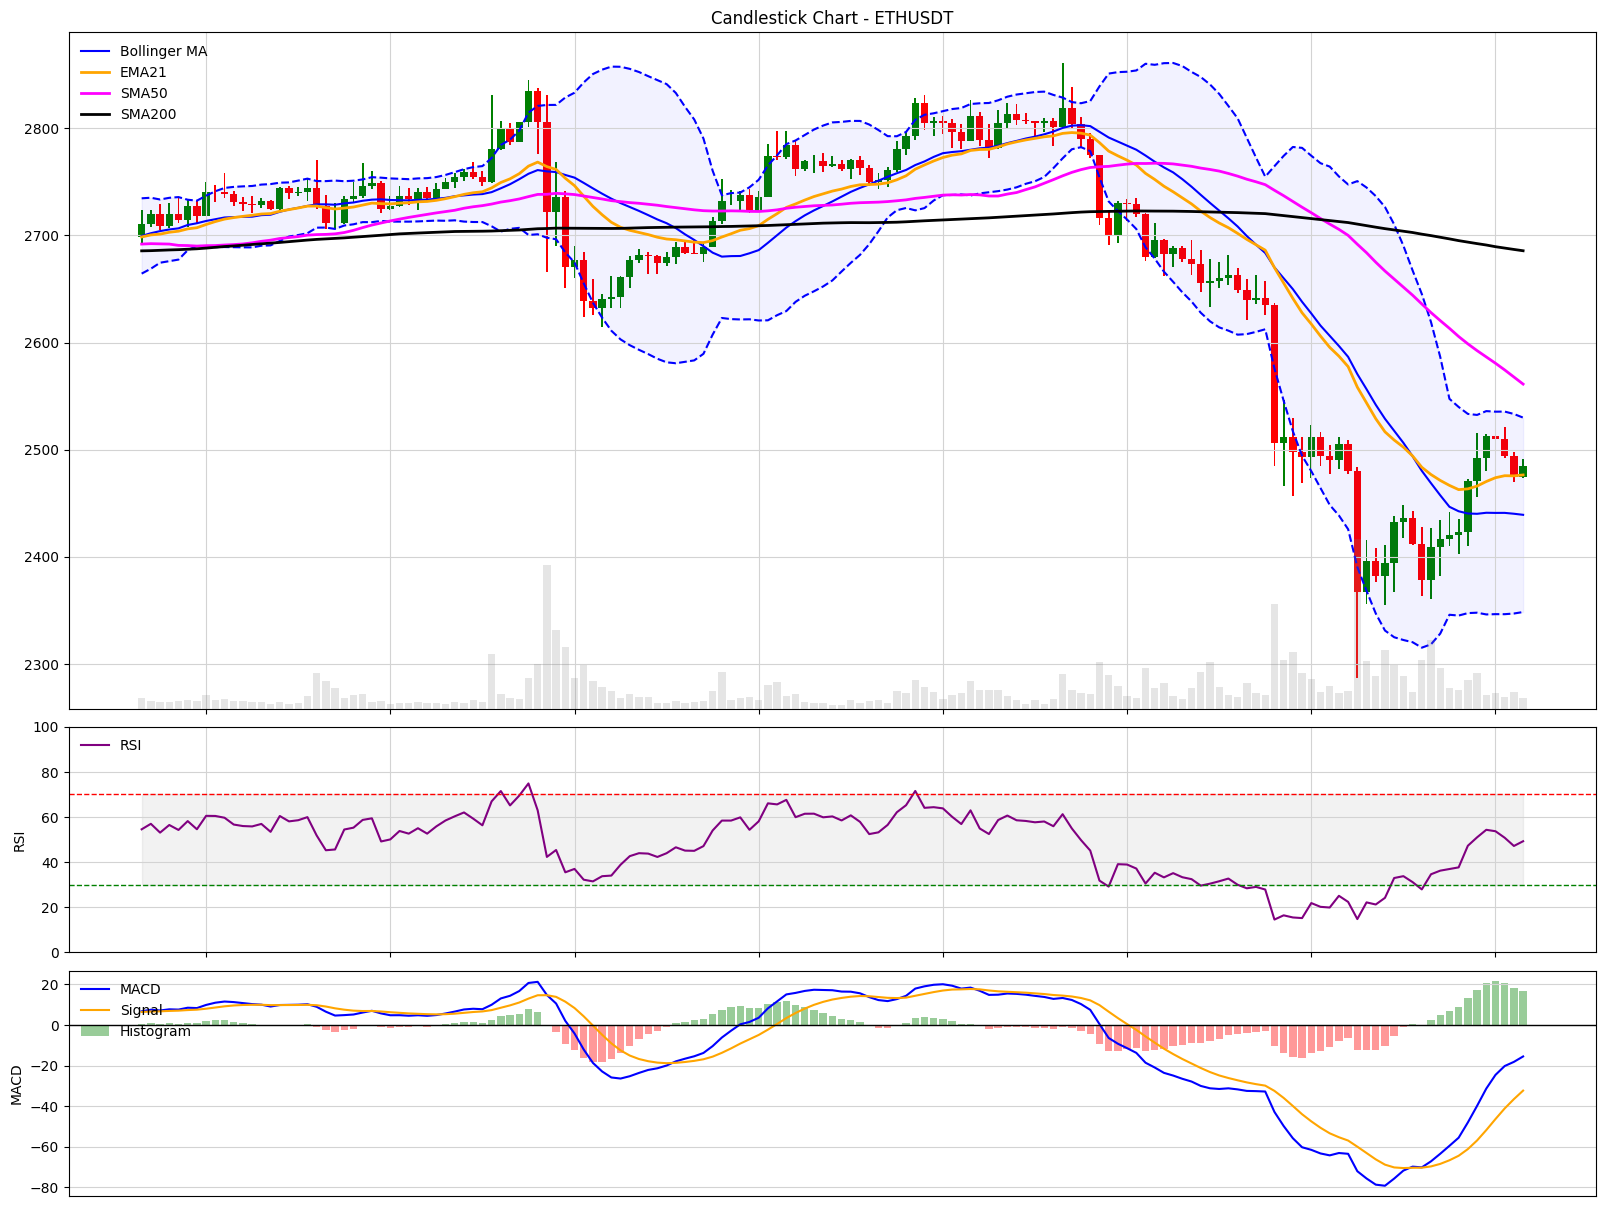 Candlestick Chart - ETHUSDT
Bollinger MA
EMA21
SMA50
SMA200
2800
2700
2600
2500
2400
2300
100
80
60
40
20
0
RSI
RSI
20
0
−20
−40
−60
−80
MACD
MACD
Signal
Histogram